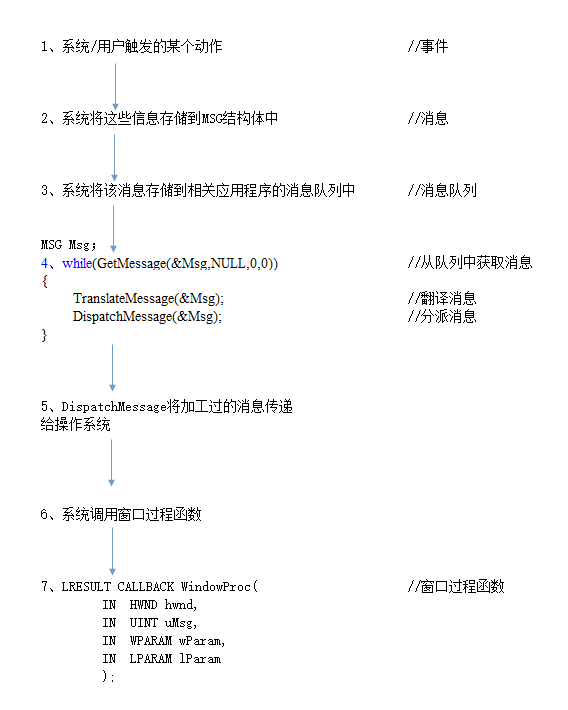 1、系统/用户触发的某个动作 //事件
2、系统将这些信息存储到MSG结构体中 //消息
3、系统将该消息存储到相关应用程序的消息队列中 //消息队列
MSG Msg;
4、while(GetMessage(&Msg,NULL,0,0)) //从队列中获取消息
{
TranslateMessage(&Msg); //翻译消息
DispatchMessage(&Msg); //分派消息
}
5、DispatchMessage将加工过的消息传递
给操作系统
6、系统调用窗口过程函数
7、LRESULT CALLBACK WindowProc( //窗口过程函数
IN HWND hwnd,
IN UINT uMsg,
IN WPARAM wParam,
IN LPARAM lParam
);